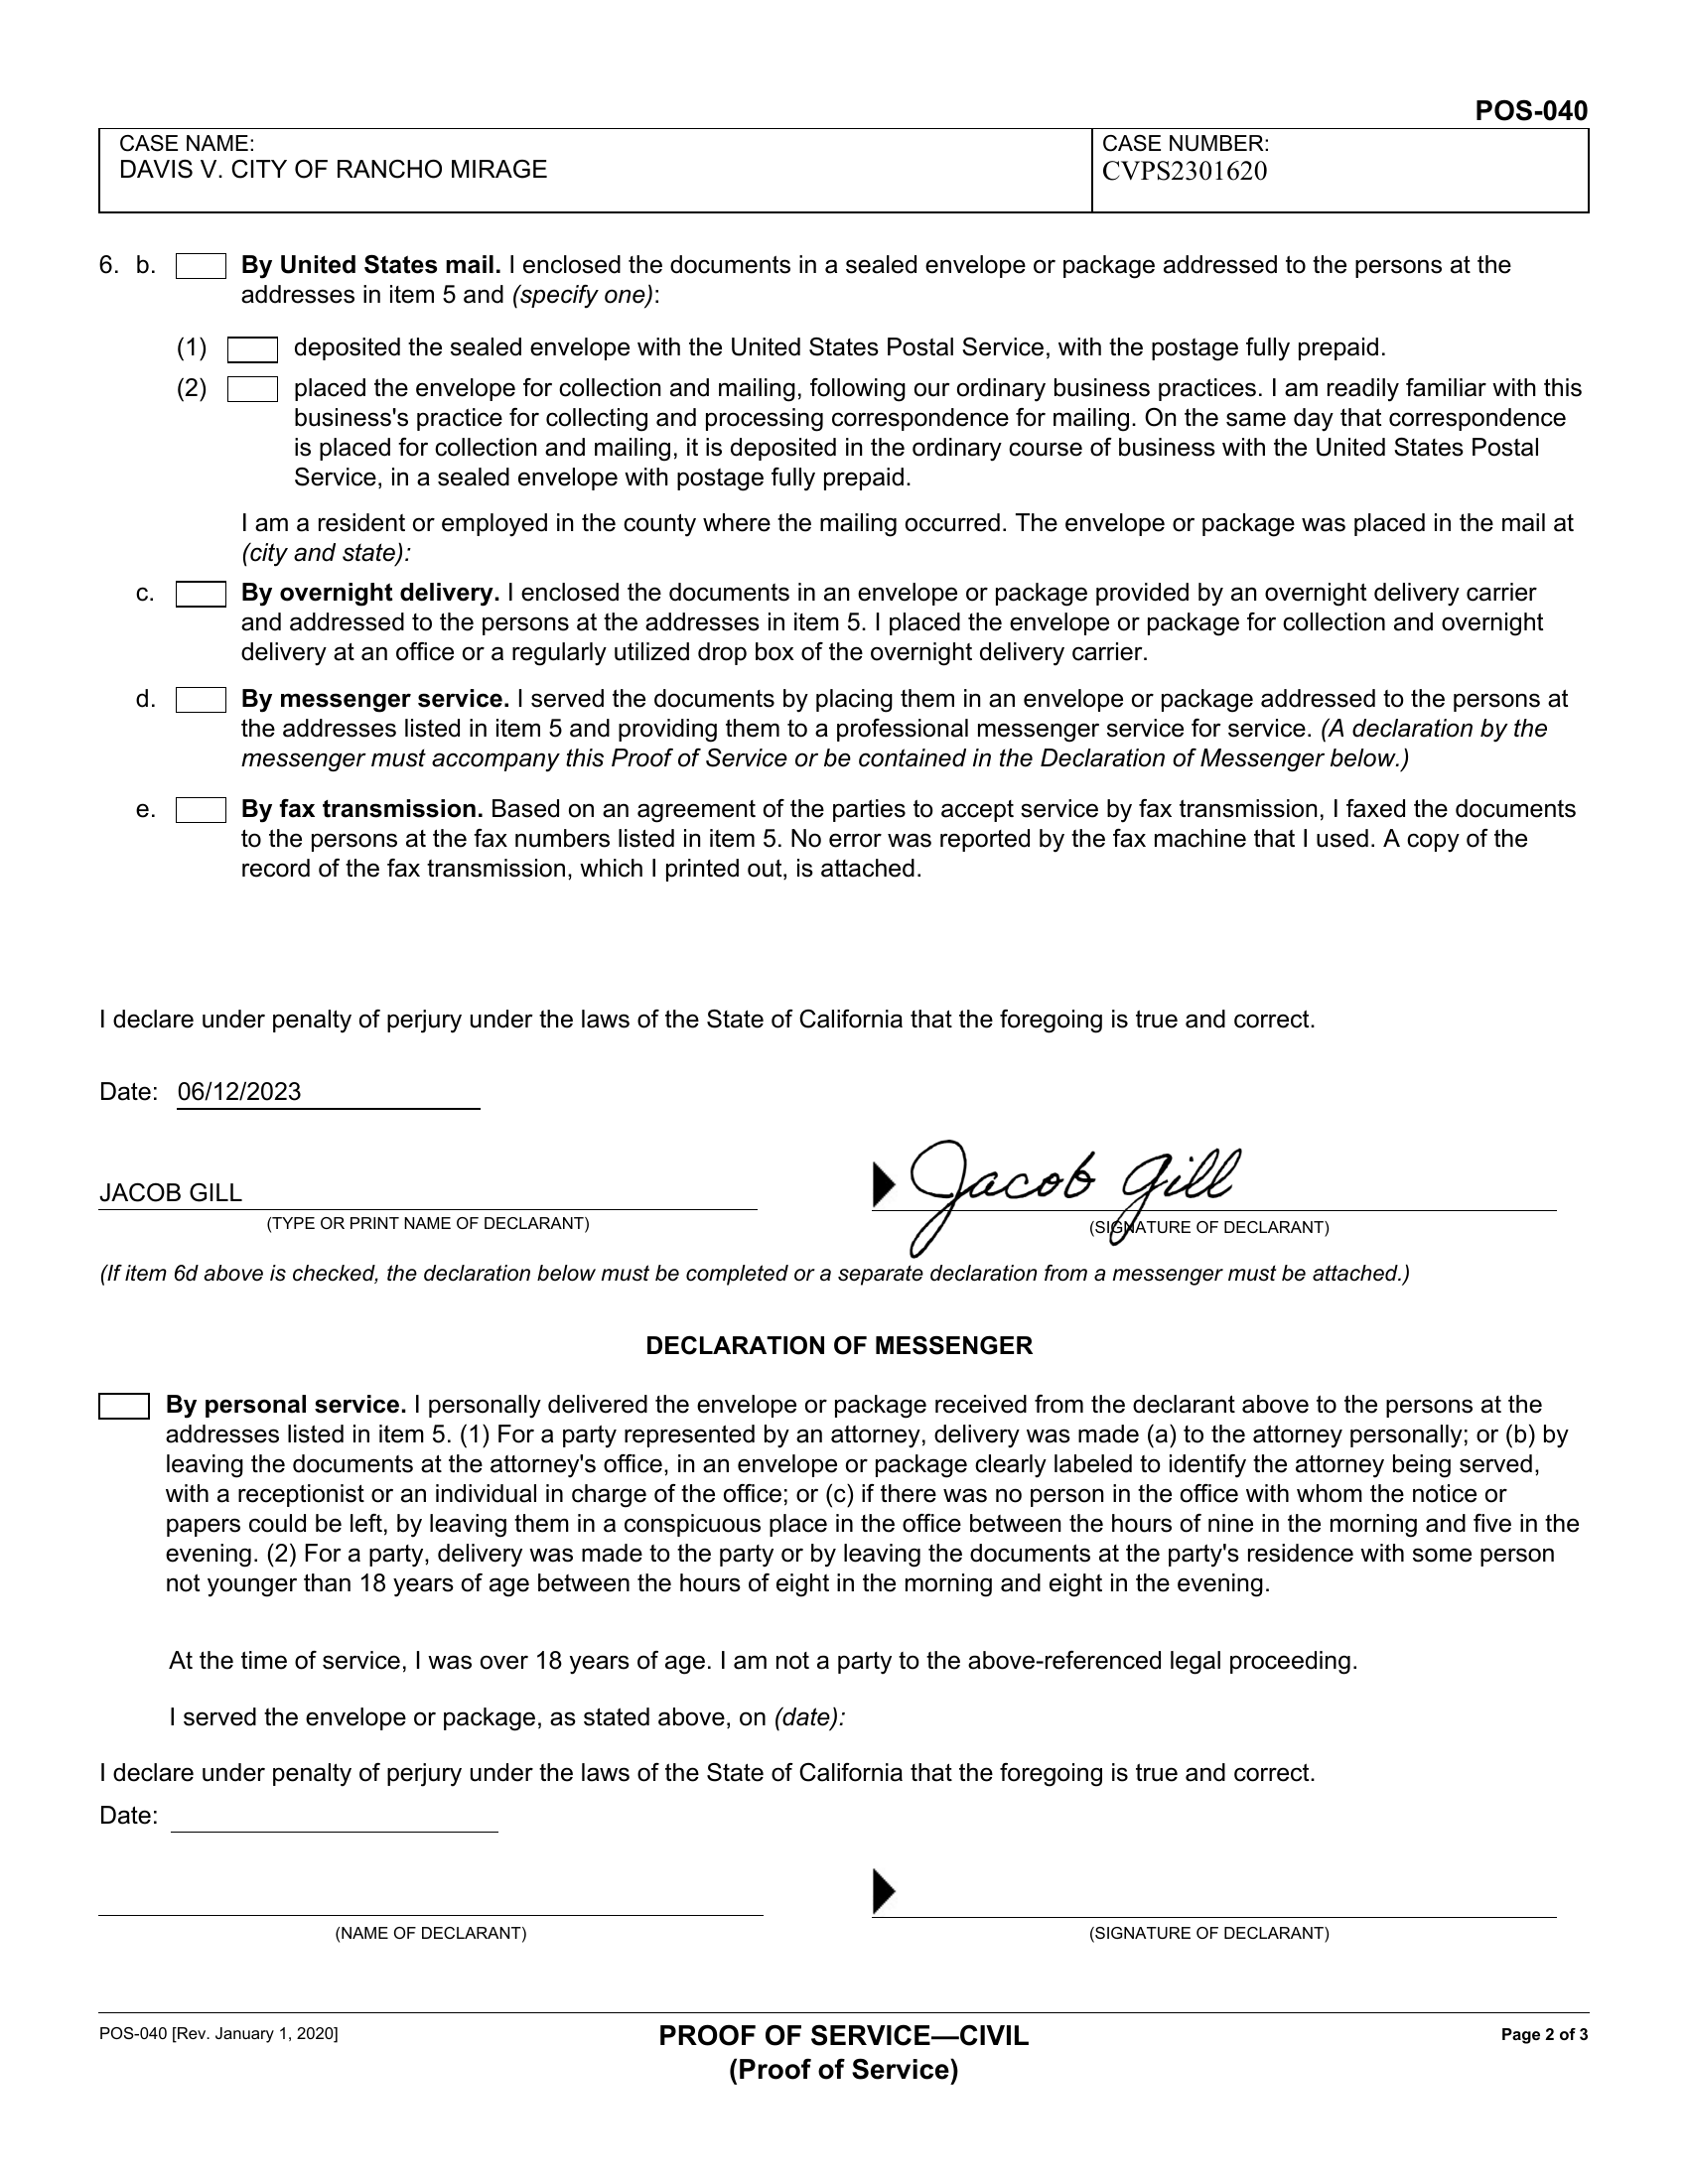 POS-040
CASE NAME:
DAVIS V. CITY OF RANCHO MIRAGE
CASE NUMBER:
CVPS2301620
6. b. By United States mail. I enclosed the documents in a sealed envelope or package addressed to the persons at the
addresses in item 5 and (specify one):
(1) deposited the sealed envelope with the United States Postal Service, with the postage fully prepaid.
(2) placed the envelope for collection and mailing, following our ordinary business practices. I am readily familiar with this
business's practice for collecting and processing correspondence for mailing. On the same day that correspondence
is placed for collection and mailing, it is deposited in the ordinary course of business with the United States Postal
Service, in a sealed envelope with postage fully prepaid.
I am a resident or employed in the county where the mailing occurred. The envelope or package was placed in the mail at
(city and state):
c. By overnight delivery. I enclosed the documents in an envelope or package provided by an overnight delivery carrier
and addressed to the persons at the addresses in item 5. I placed the envelope or package for collection and overnight
delivery at an office or a regularly utilized drop box of the overnight delivery carrier.
d. By messenger service. I served the documents by placing them in an envelope or package addressed to the persons at
the addresses listed in item 5 and providing them to a professional messenger service for service. (A declaration by the
messenger must accompany this Proof of Service or be contained in the Declaration of Messenger below.)
e. By fax transmission. Based on an agreement of the parties to accept service by fax transmission, I faxed the documents
to the persons at the fax numbers listed in item 5. No error was reported by the fax machine that I used. A copy of the
record of the fax transmission, which I printed out, is attached.
I declare under penalty of perjury under the laws of the State of California that the foregoing is true and correct.
Date: 06/12/2023
JACOB GILL
(TYPE OR PRINT NAME OF DECLARANT)
Jacob Gill
(SIGNATURE OF DECLARANT)
(If item 6d above is checked, the declaration below must be completed or a separate declaration from a messenger must be attached.)
DECLARATION OF MESSENGER
By personal service. I personally delivered the envelope or package received from the declarant above to the persons at the
addresses listed in item 5. (1) For a party represented by an attorney, delivery was made (a) to the attorney personally; or (b) by
leaving the documents at the attorney's office, in an envelope or package clearly labeled to identify the attorney being served,
with a receptionist or an individual in charge of the office; or (c) if there was no person in the office with whom the notice or
papers could be left, by leaving them in a conspicuous place in the office between the hours of nine in the morning and five in the
evening. (2) For a party, delivery was made to the party or by leaving the documents at the party's residence with some person
not younger than 18 years of age between the hours of eight in the morning and eight in the evening.
At the time of service, I was over 18 years of age. I am not a party to the above-referenced legal proceeding.
I served the envelope or package, as stated above, on (date):
I declare under penalty of perjury under the laws of the State of California that the foregoing is true and correct.
Date:
(NAME OF DECLARANT)
(SIGNATURE OF DECLARANT)
POS-040 [Rev. January 1, 2020]
PROOF OF SERVICE—CIVIL
(Proof of Service)
Page 2 of 3